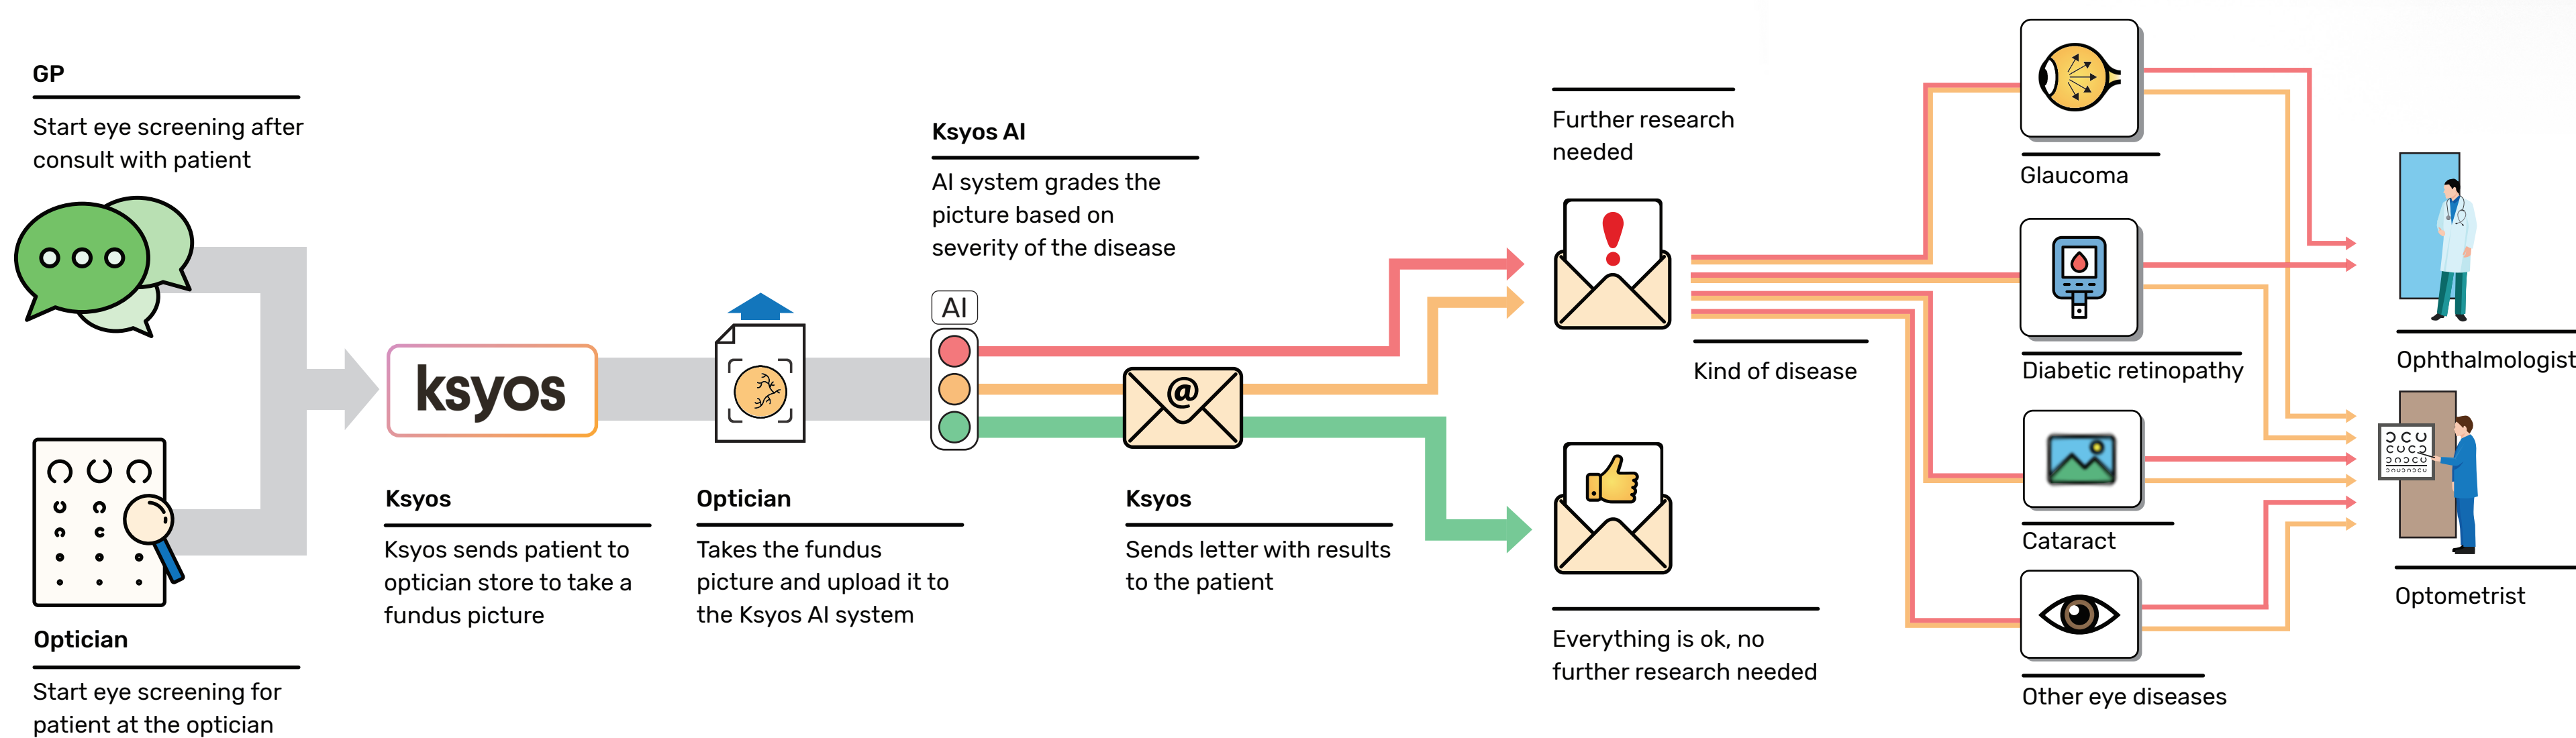 GP
Start eye screening after
consult with patient
Optician
Start eye screening for
patient at the optician
ksyos
Ksyos
Ksyos sends patient to
optician store to take a
fundus picture
Optician
Takes the fundus
picture and upload it to
the Ksyos AI system
Ksyos AI
AI system grades the
picture based on
severity of the disease
AI
@
Ksyos
Sends letter with results
to the patient
Further research
needed
!
Everything is ok, no
further research needed
Kind of disease
Glaucoma
Diabetic retinopathy
Cataract
Other eye diseases
Ophthalmologist
Optometrist